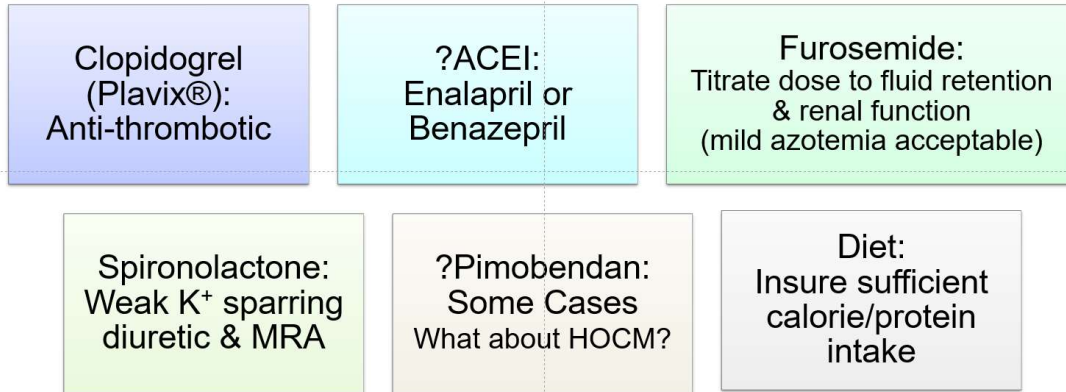 Clopidogrel
(Plavix®):
Anti-thrombotic
?ACEI:
Enalapril or
Benazepril
Furosemide:
Titrate dose to fluid retention
& renal function
(mild azotemia acceptable)
Spironolactone:
Weak K⁺ sparring
diuretic & MRA
?Pimobendan:
Some Cases
What about HOCM?
Diet:
Insure sufficient
calorie/protein
intake